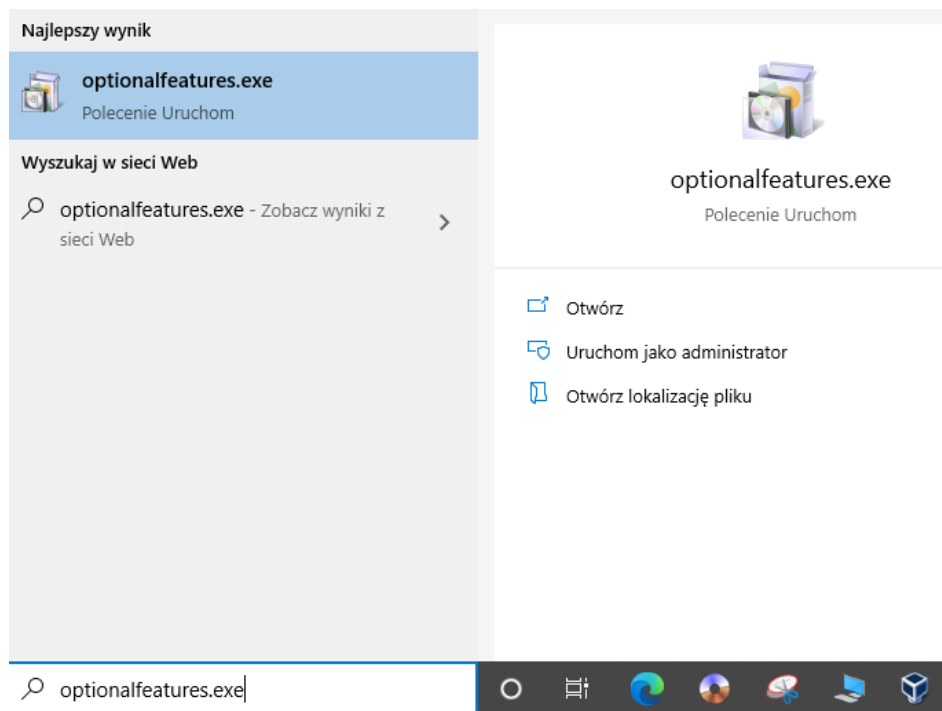 Najlepszy wynik
optionalfeatures.exe
Polecenie Uruchom
Wyszukaj w sieci Web
optionalfeatures.exe - Zobacz wyniki z
sieci Web
optionalfeatures.exe
Polecenie Uruchom
Otwórz
Uruchom jako administrator
Otwórz lokalizację pliku
optionalfeatures.exe